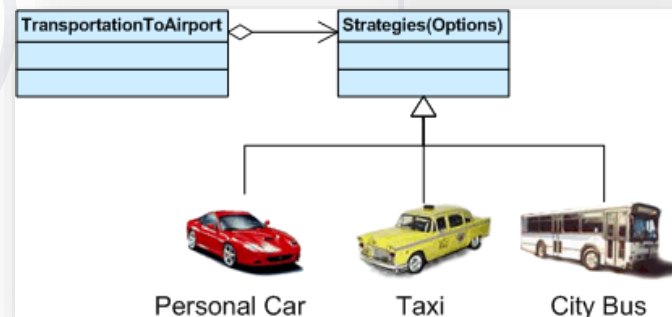 TransportationToAirport
Strategies(Options)
Personal Car
Taxi
City Bus